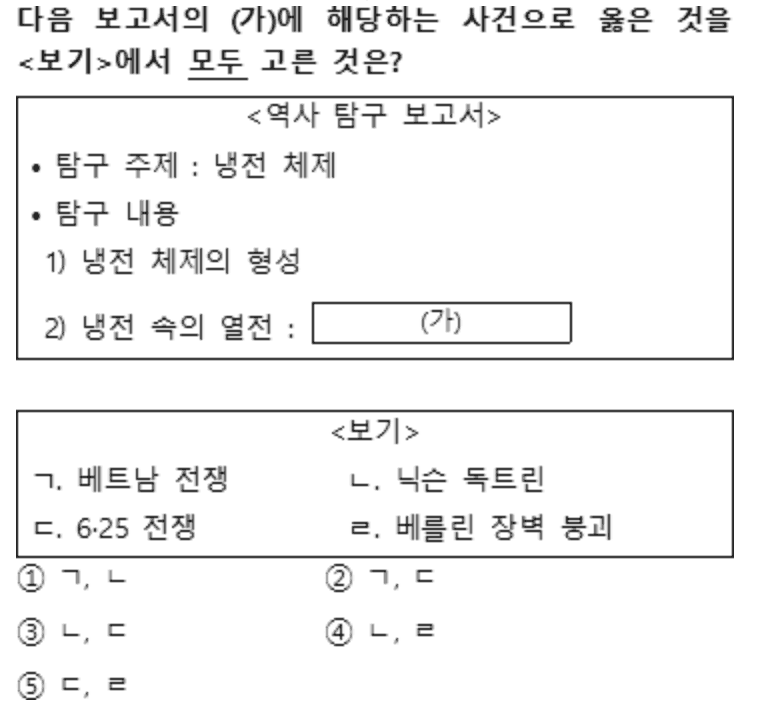 다음 보고서의 (가)에 해당하는 사건으로 옳은 것을
<보기>에서 모두 고른 것은?
<역사 탐구 보고서>
• 탐구 주제 : 냉전 체제
• 탐구 내용
1) 냉전 체제의 형성
2) 냉전 속의 열전 : (가)
<보기>
ㄱ. 베트남 전쟁 ㄴ. 닉슨 독트린
ㄷ. 6·25 전쟁 ㄹ. 베를린 장벽 붕괴
① ㄱ, ㄴ ② ㄱ, ㄷ
③ ㄴ, ㄷ ④ ㄴ, ㄹ
⑤ ㄷ, ㄹ